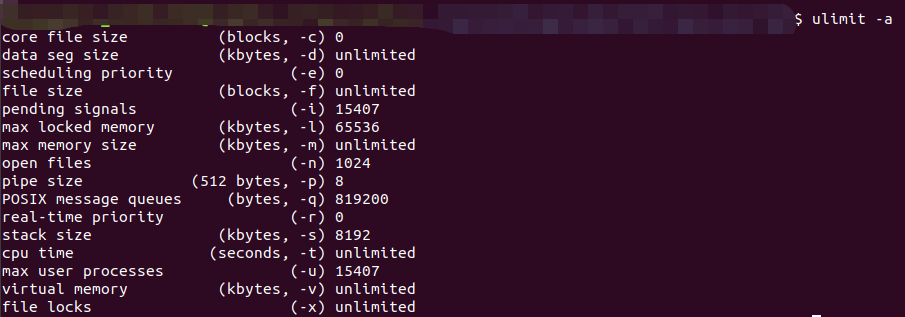 $ ulimit -a
core file size (blocks, -c) 0
data seg size (kbytes, -d) unlimited
scheduling priority (-e) 0
file size (blocks, -f) unlimited
pending signals (-i) 15407
max locked memory (kbytes, -l) 65536
max memory size (kbytes, -m) unlimited
open files (-n) 1024
pipe size (512 bytes, -p) 8
POSIX message queues (bytes, -q) 819200
real-time priority (-r) 0
stack size (kbytes, -s) 8192
cpu time (seconds, -t) unlimited
max user processes (-u) 15407
virtual memory (kbytes, -v) unlimited
file locks (-x) unlimited